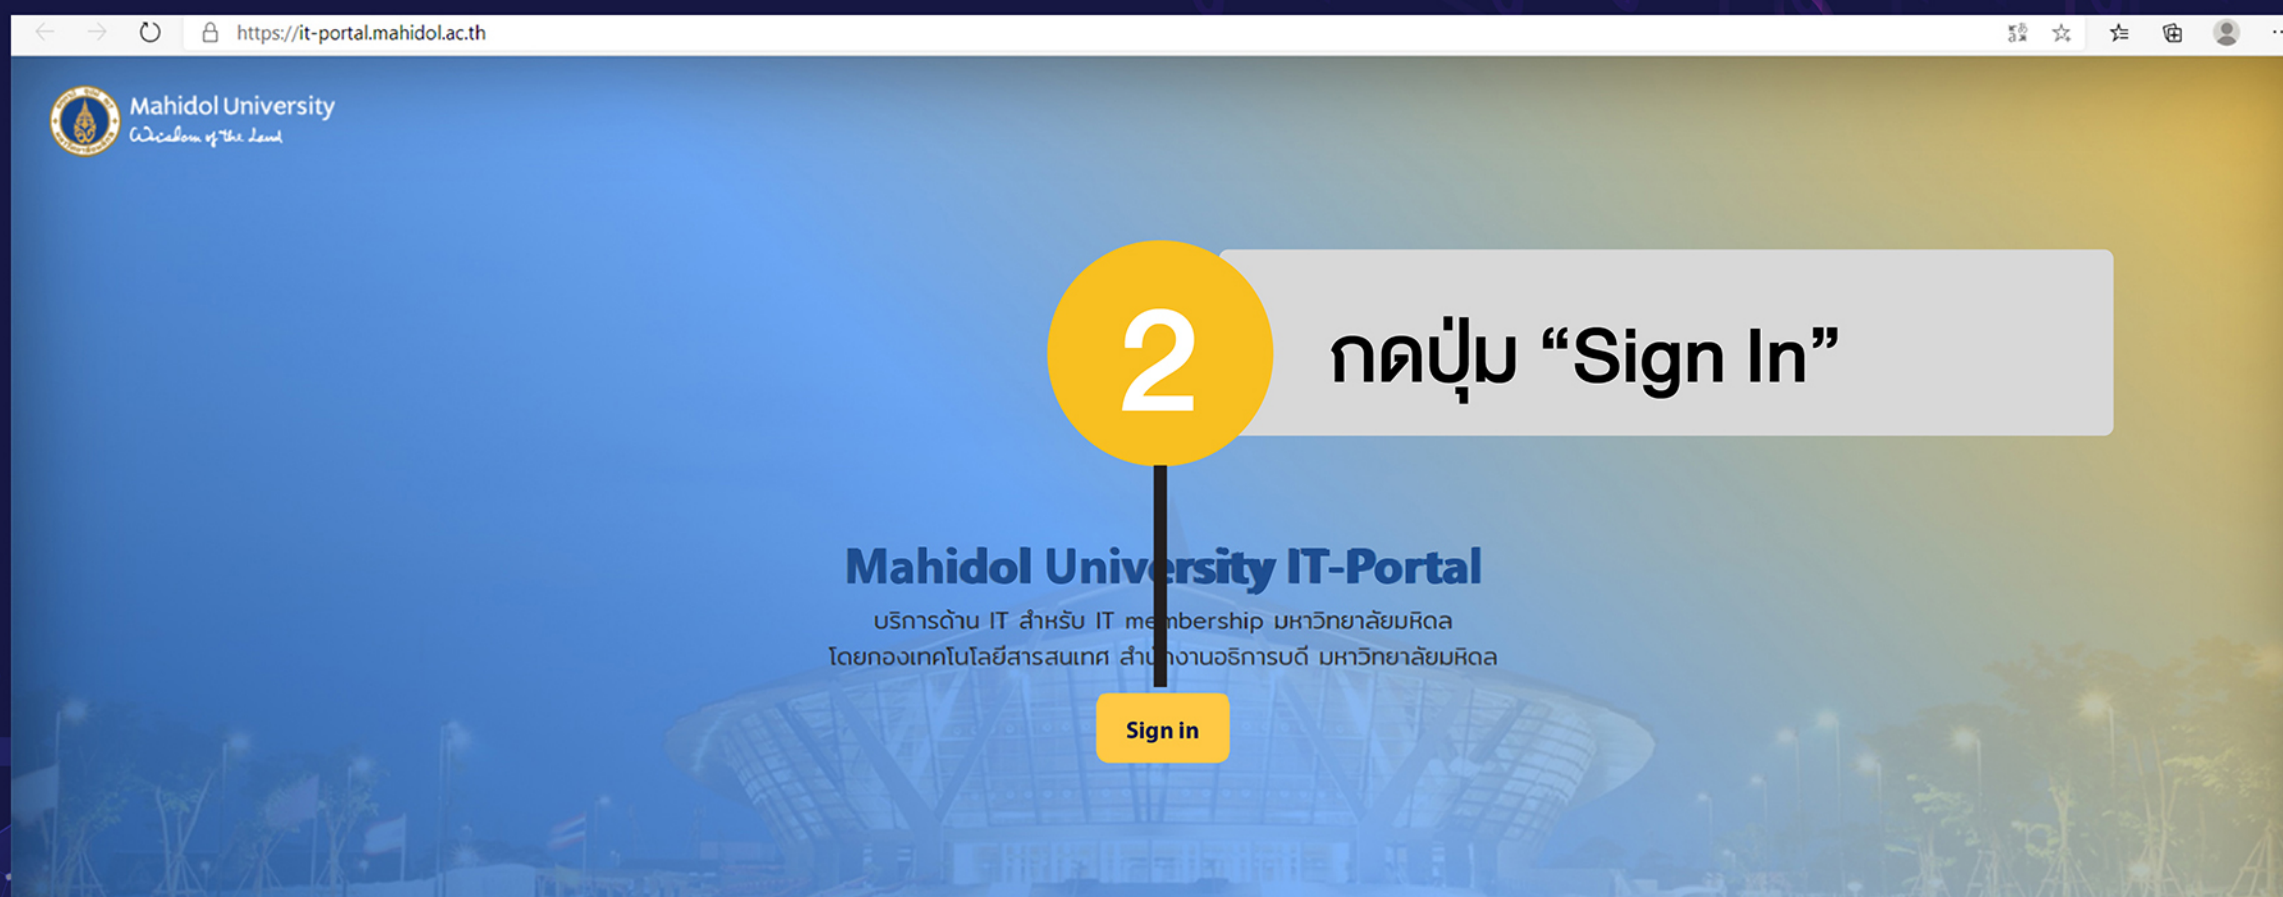 https://it-portal.mahidol.ac.th
Mahidol University
Wisdom of the Land
2
กดปุ่ม “Sign In”
Mahidol University IT-Portal
บริการด้าน IT สำหรับ IT membership มหาวิทยาลัยมหิดล
โดยกองเทคโนโลยีสารสนเทศ สำนักงานอธิการบดี มหาวิทยาลัยมหิดล
Sign in